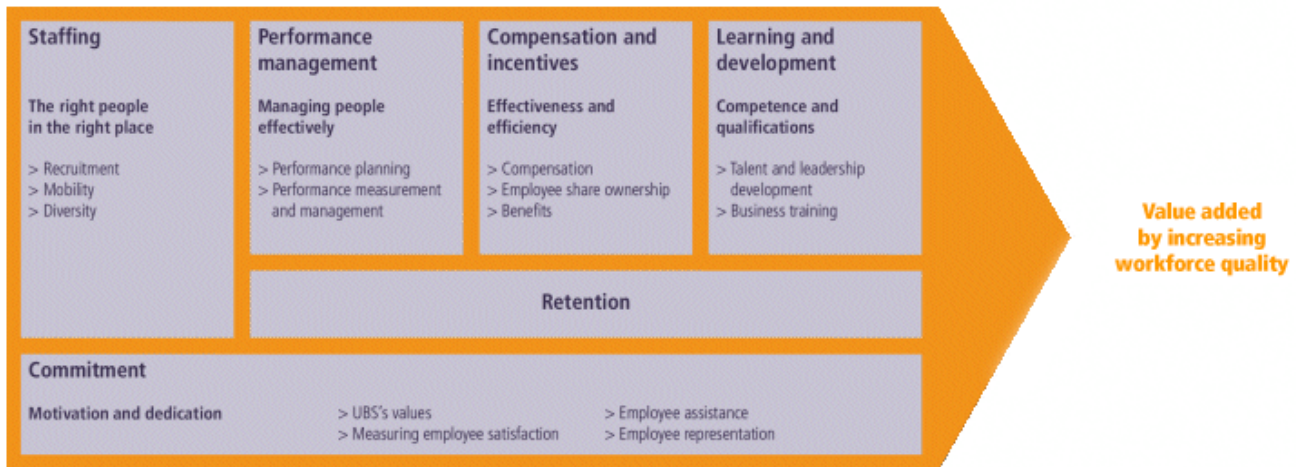 Staffing
The right people
in the right place
> Recruitment
> Mobility
> Diversity
Performance
management
Managing people
effectively
> Performance planning
> Performance measurement
and management
Compensation and
incentives
Effectiveness and
efficiency
> Compensation
> Employee share ownership
> Benefits
Learning and
development
Competence and
qualifications
> Talent and leadership
development
> Business training
Retention
Commitment
Motivation and dedication
> UBS's values
> Measuring employee satisfaction
> Employee assistance
> Employee representation
Value added
by increasing
workforce quality